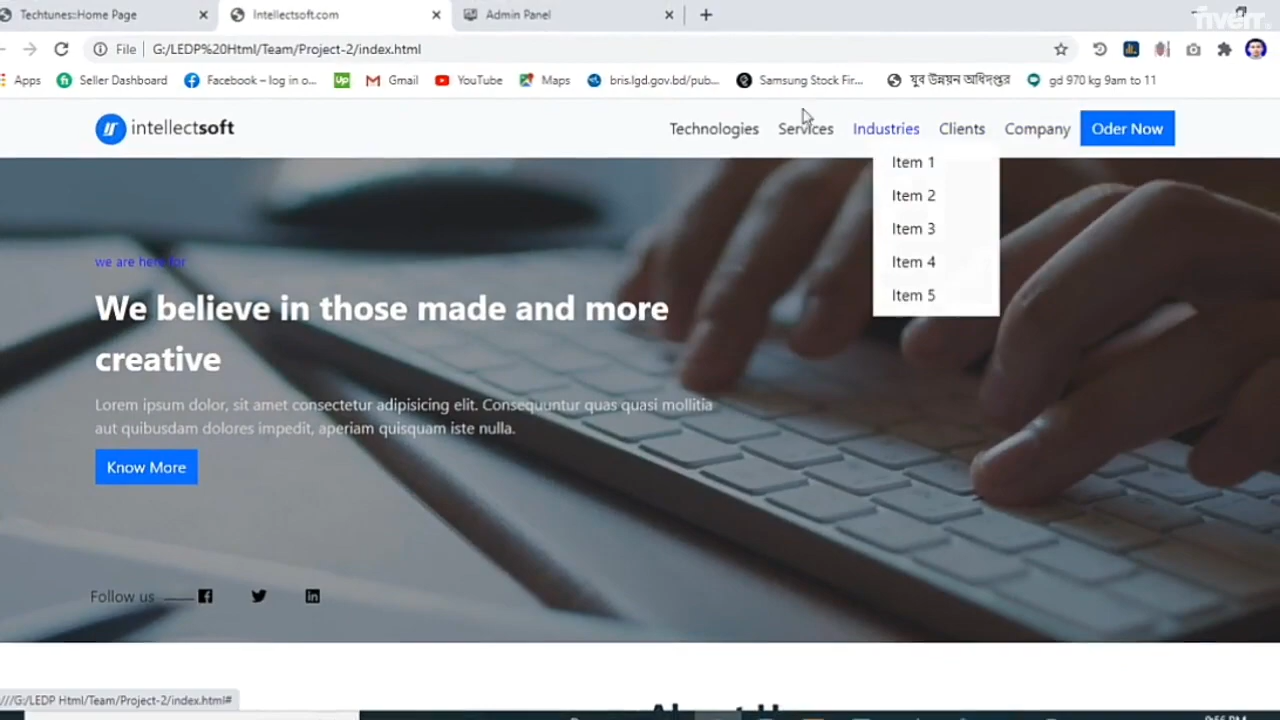 Techtunes::Home Page
Intellectsoft.com
Admin Panel
fiverr.
File
G:/LEDP%20Html/Team/Project-2/index.html
Apps
Seller Dashboard
Facebook – log in o...
Up
Gmail
YouTube
Maps
bris.lgd.gov.bd/pub...
Samsung Stock Fir...
যুব উন্নয়ন অধিদপ্তর
gd 970 kg 9am to 11
intellectsoft
Technologies
Services
Industries
Clients
Company
Oder Now
Item 1
Item 2
Item 3
Item 4
Item 5
we are here for
We believe in those made and more
creative
Lorem ipsum dolor, sit amet consectetur adipisicing elit. Consequuntur quas quasi mollitia
aut quibusdam dolores impedit, aperiam quisquam iste nulla.
Know More
Follow us
///G:/LEDP Html/Team/Project-2/index.html#
About U